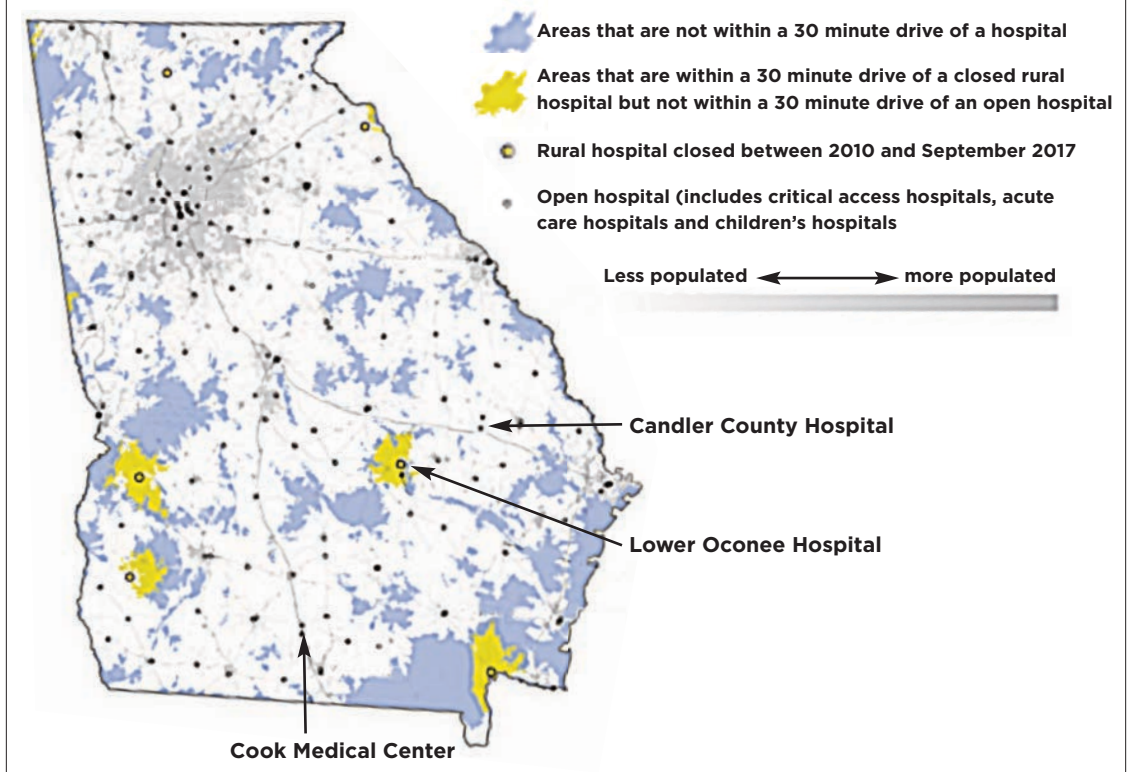 Areas that are not within a 30 minute drive of a hospital
Areas that are within a 30 minute drive of a closed rural
hospital but not within a 30 minute drive of an open hospital
Rural hospital closed between 2010 and September 2017
Open hospital (includes critical access hospitals, acute
care hospitals and children's hospitals
Less populated more populated
Candler County Hospital
Lower Oconee Hospital
Cook Medical Center